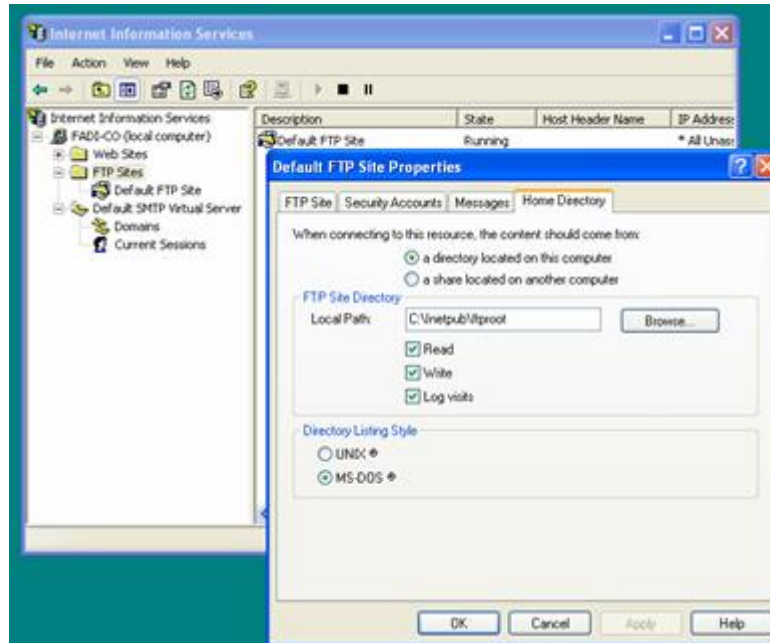 Internet Information Services
File Action View Help
Internet Information Services
FADI-CO (local computer)
Web Sites
FTP Sites
Default FTP Site
Default SMTP Virtual Server
Domains
Current Sessions
Description State Host Header Name IP Addres
Default FTP Site Running * All Unas
Default FTP Site Properties
FTP Site Security Accounts Messages Home Directory
When connecting to this resource, the content should come from:
a directory located on this computer
a share located on another computer
FTP Site Directory
Local Path: C:\Inetpub\ftproot Browse...
Read
Write
Log visits
Directory Listing Style
UNIX ®
MS-DOS ®
OK Cancel Apply Help